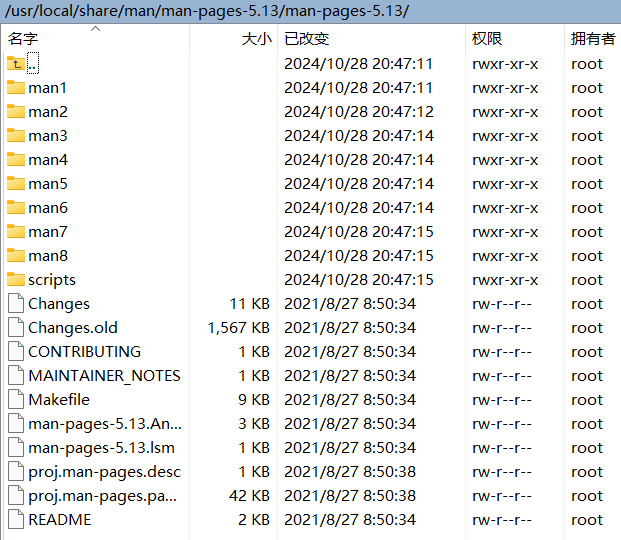 /usr/local/share/man/man-pages-5.13/man-pages-5.13/
名字 大小 已改变 权限 拥有者
.. 2024/10/28 20:47:11 rwxr-xr-x root
man1 2024/10/28 20:47:11 rwxr-xr-x root
man2 2024/10/28 20:47:12 rwxr-xr-x root
man3 2024/10/28 20:47:14 rwxr-xr-x root
man4 2024/10/28 20:47:14 rwxr-xr-x root
man5 2024/10/28 20:47:14 rwxr-xr-x root
man6 2024/10/28 20:47:14 rwxr-xr-x root
man7 2024/10/28 20:47:15 rwxr-xr-x root
man8 2024/10/28 20:47:15 rwxr-xr-x root
scripts 2024/10/28 20:47:15 rwxr-xr-x root
Changes 11 KB 2021/8/27 8:50:34 rw-r--r-- root
Changes.old 1,567 KB 2021/8/27 8:50:34 rw-r--r-- root
CONTRIBUTING 1 KB 2021/8/27 8:50:34 rw-r--r-- root
MAINTAINER_NOTES 1 KB 2021/8/27 8:50:34 rw-r--r-- root
Makefile 9 KB 2021/8/27 8:50:34 rw-r--r-- root
man-pages-5.13.An... 3 KB 2021/8/27 8:50:34 rw-r--r-- root
man-pages-5.13.lsm 1 KB 2021/8/27 8:50:34 rw-r--r-- root
proj.man-pages.desc 1 KB 2021/8/27 8:50:38 rw-r--r-- root
proj.man-pages.pa... 42 KB 2021/8/27 8:50:38 rw-r--r-- root
README 2 KB 2021/8/27 8:50:34 rw-r--r-- root